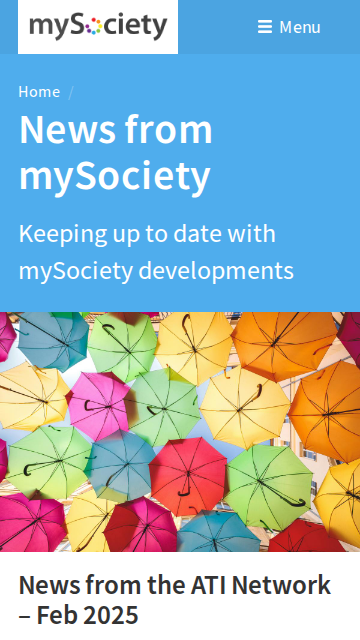 mySociety
Menu
Home /
News from
mySociety
Keeping up to date with
mySociety developments
News from the ATI Network
– Feb 2025